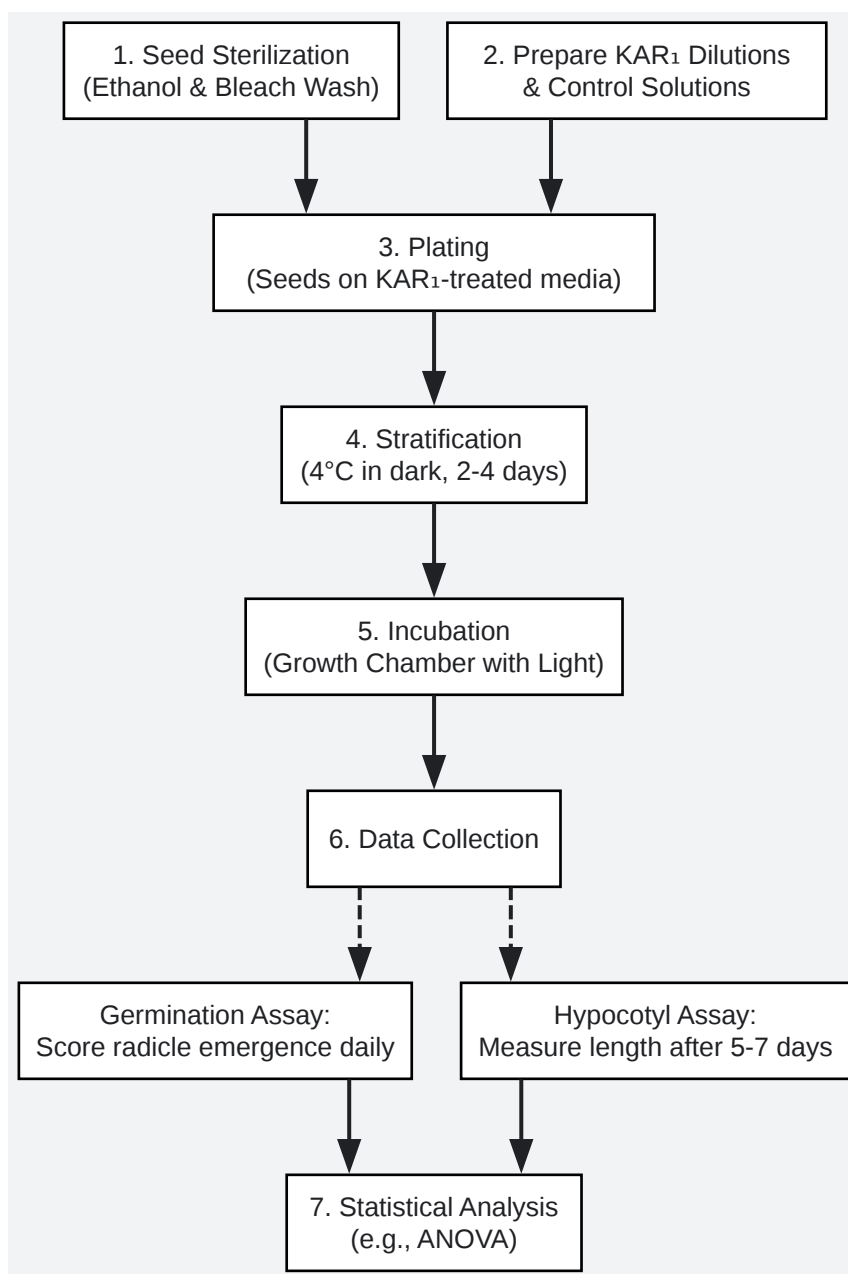 1. Seed Sterilization
(Ethanol & Bleach Wash)
2. Prepare KAR₁ Dilutions
& Control Solutions
3. Plating
(Seeds on KAR₁-treated media)
4. Stratification
(4°C in dark, 2-4 days)
5. Incubation
(Growth Chamber with Light)
6. Data Collection
Germination Assay:
Score radicle emergence daily
Hypocotyl Assay:
Measure length after 5-7 days
7. Statistical Analysis
(e.g., ANOVA)